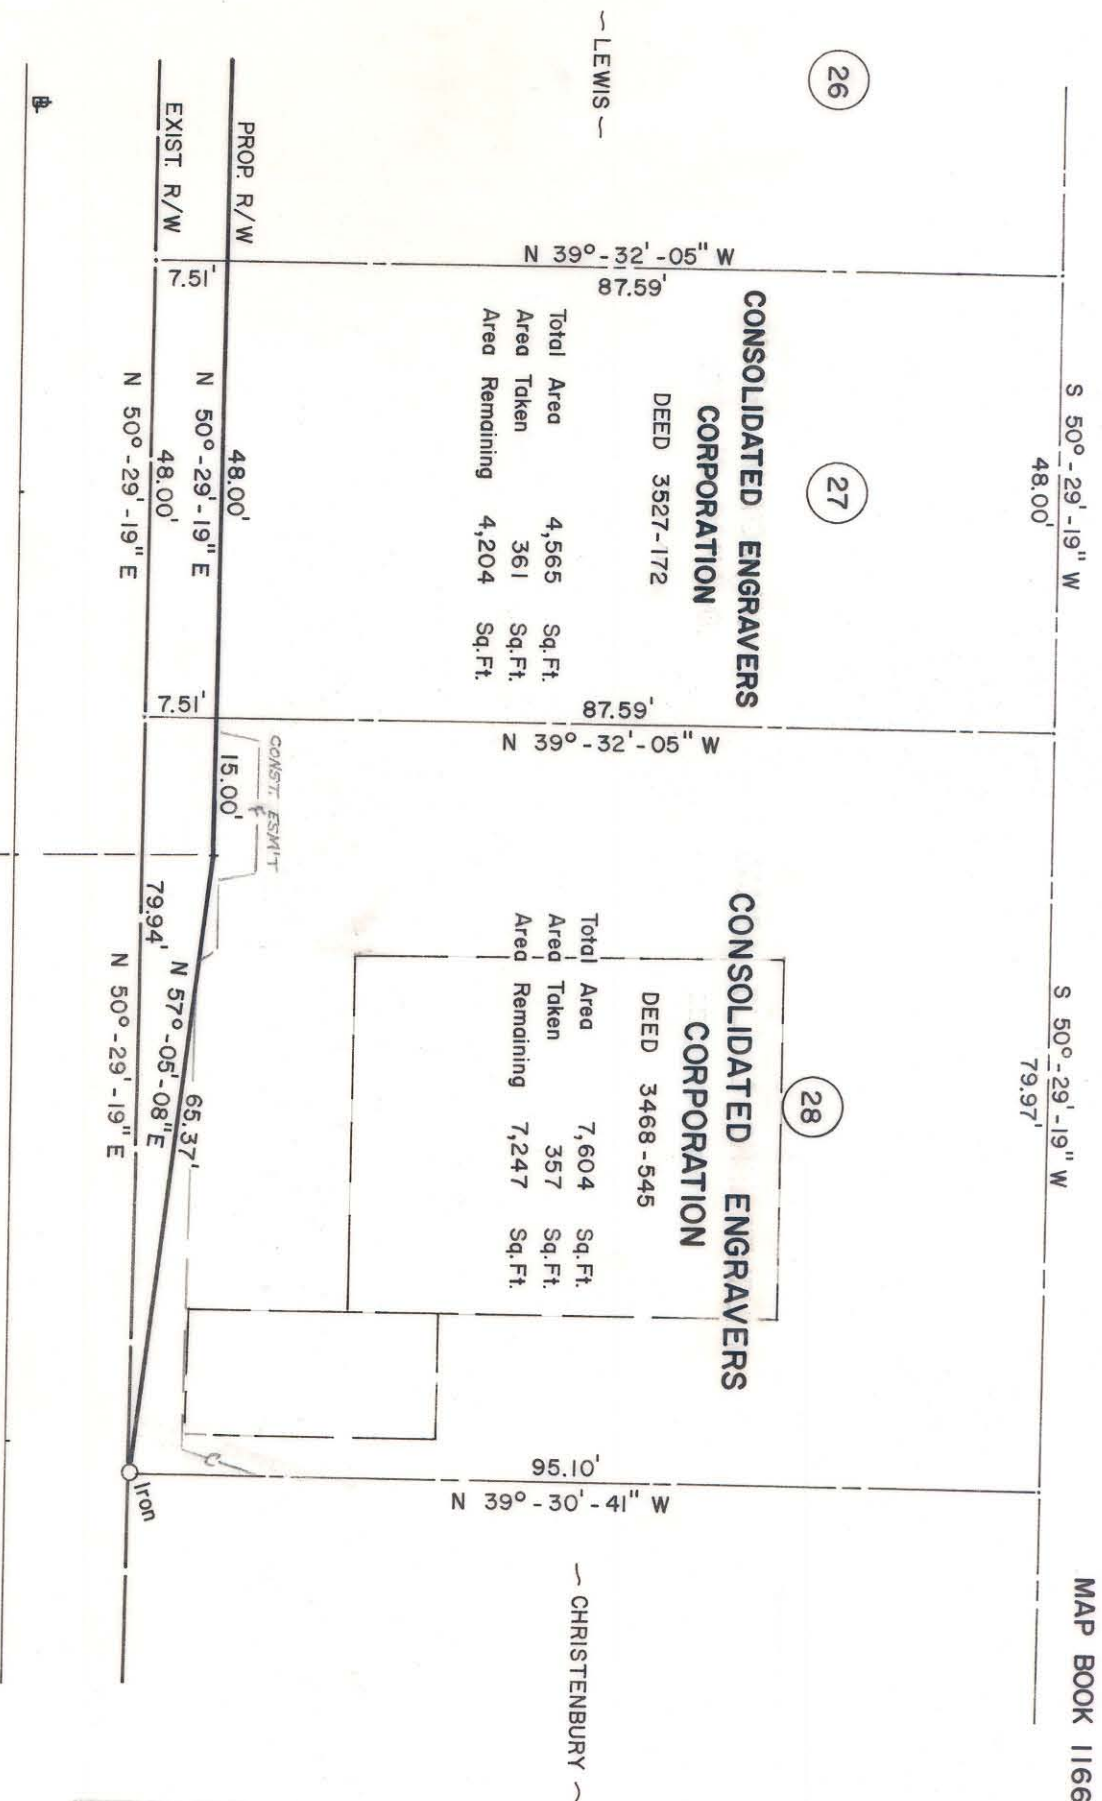 MAP BOOK 1166
S 50°-29'-19" W
48.00'
S 50°-29'-19" W
79.97'
26
27
28
~ LEWIS ~
N 39°-32'-05" W
87.59'
CONSOLIDATED ENGRAVERS
CORPORATION
DEED 3527-172
Total Area 4,565 Sq.Ft.
Area Taken 361 Sq.Ft.
Area Remaining 4,204 Sq.Ft.
87.59'
N 39°-32'-05" W
CONSOLIDATED ENGRAVERS
CORPORATION
DEED 3468-545
Total Area 7,604 Sq.Ft.
Area Taken 357 Sq.Ft.
Area Remaining 7,247 Sq.Ft.
95.10'
N 39°-30'-41" W
~ CHRISTENBURY ~
CONST. ESM'T
PROP. R/W
EXIST. R/W
7.51'
48.00'
N 50°-29'-19" E
48.00'
N 50°-29'-19" E
7.51'
15.00'
65.37'
N 57°-05'-08" E
79.94'
N 50°-29'-19" E
Iron